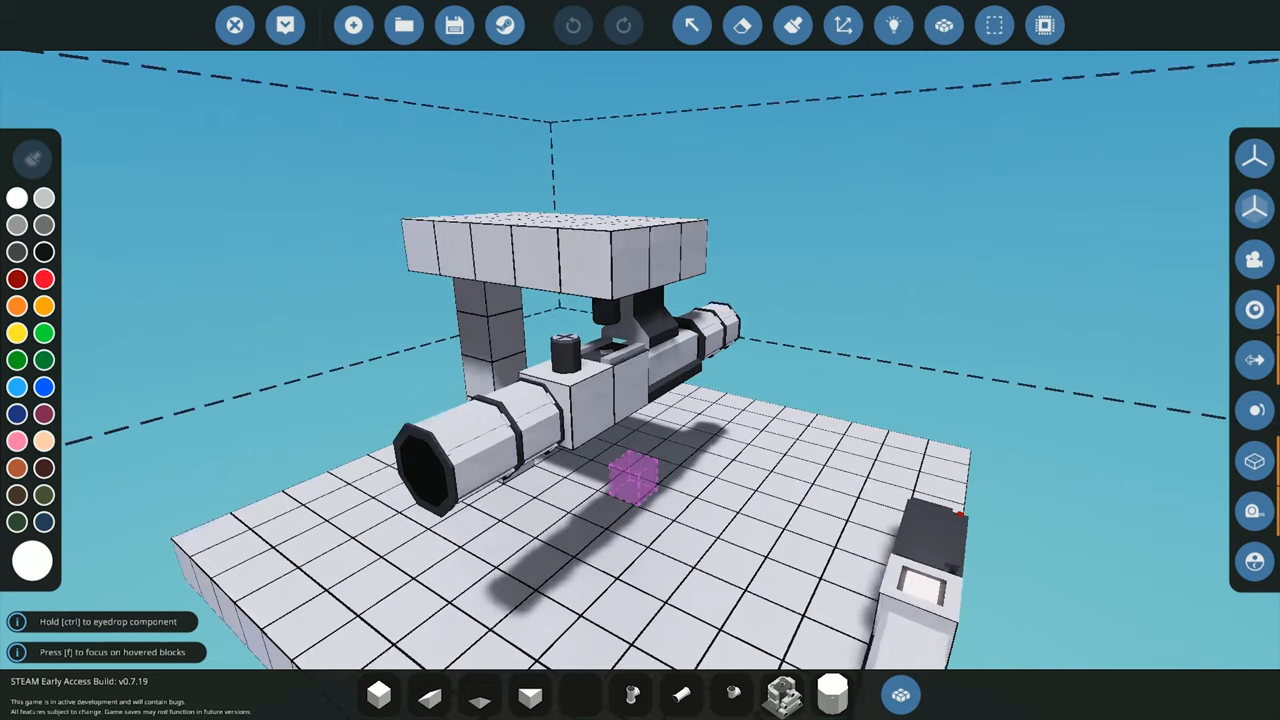 Hold [ctrl] to eyedrop component
Press [f] to focus on hovered blocks
STEAM Early Access Build: v0.7.19
This game is in active development and will contain bugs.
All features subject to change. Game saves may not function in future versions.